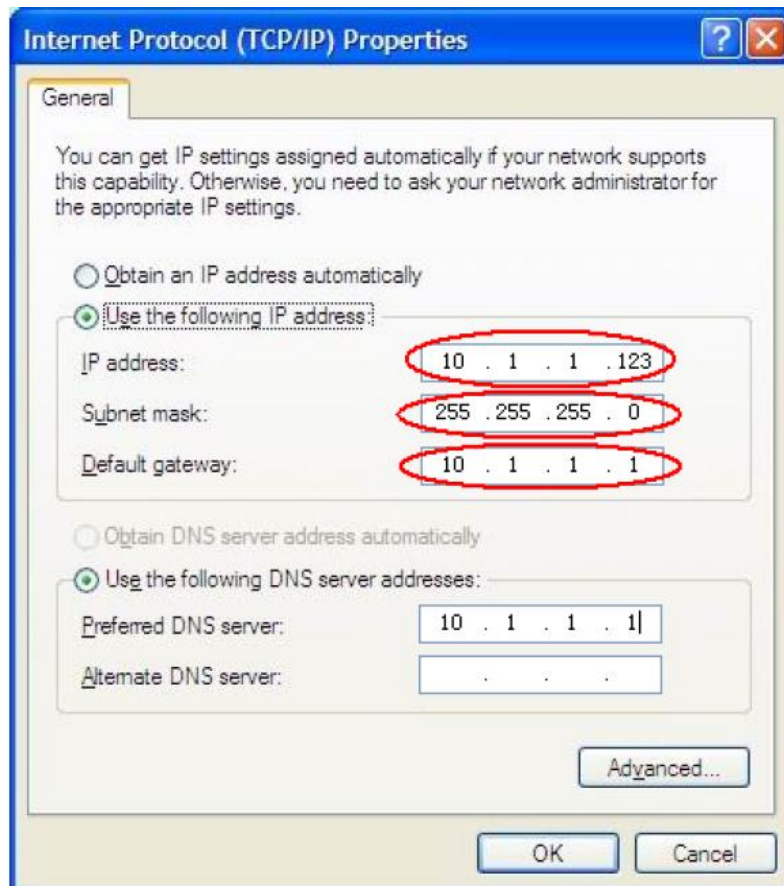 Internet Protocol (TCP/IP) Properties
General
You can get IP settings assigned automatically if your network supports
this capability. Otherwise, you need to ask your network administrator for
the appropriate IP settings.
Obtain an IP address automatically
Use the following IP address:
IP address: 10 . 1 . 1 . 123
Subnet mask: 255 . 255 . 255 . 0
Default gateway: 10 . 1 . 1 . 1
Obtain DNS server address automatically
Use the following DNS server addresses:
Preferred DNS server: 10 . 1 . 1 . 1
Alternate DNS server: . . .
Advanced...
OK Cancel